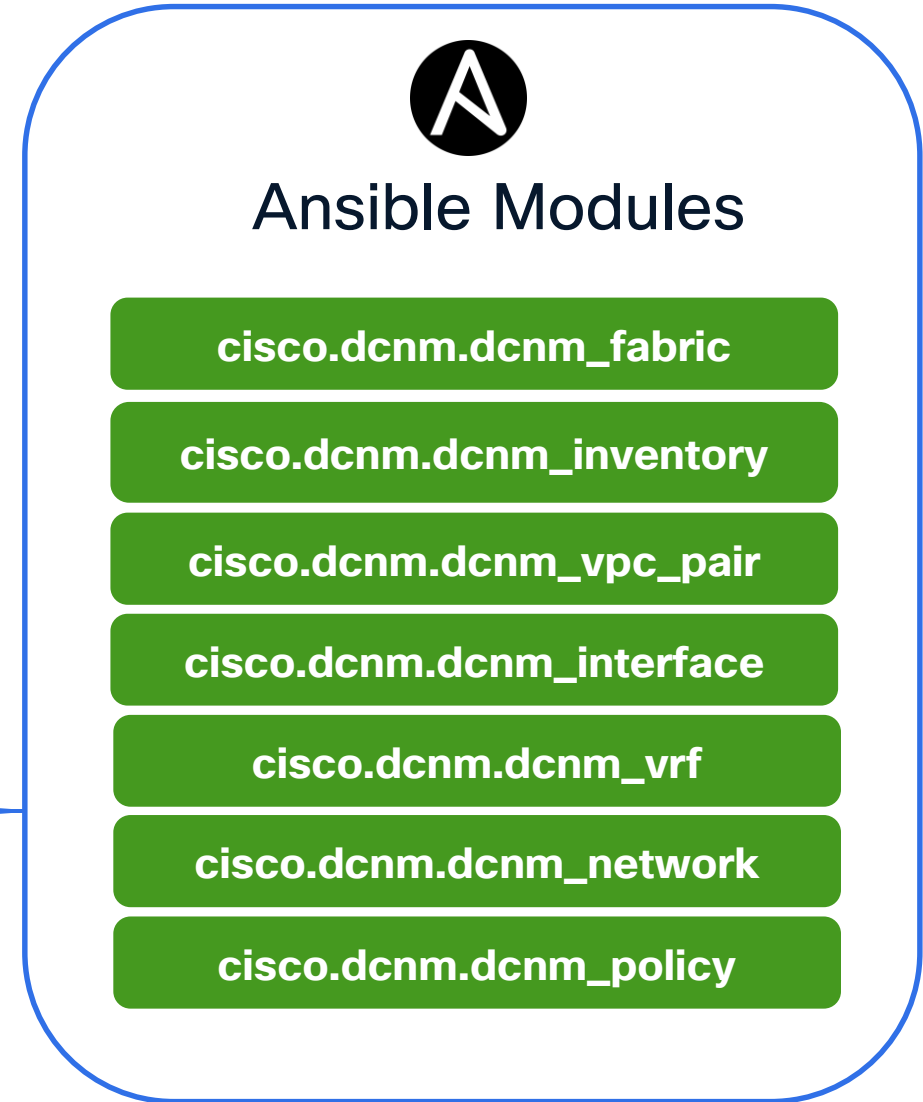 Ansible Modules
cisco.dcnm.dcnm_fabric
cisco.dcnm.dcnm_inventory
cisco.dcnm.dcnm_vpc_pair
cisco.dcnm.dcnm_interface
cisco.dcnm.dcnm_vrf
cisco.dcnm.dcnm_network
cisco.dcnm.dcnm_policy